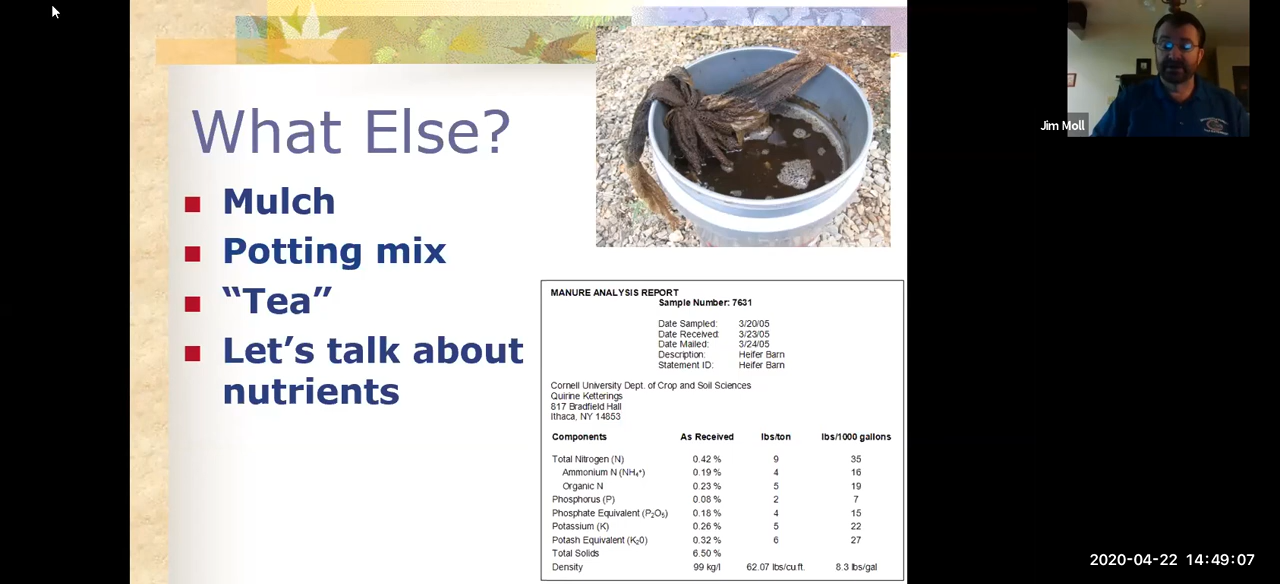 What Else?
Mulch
Potting mix
“Tea”
Let’s talk about
nutrients
MANURE ANALYSIS REPORT
Sample Number: 7631
Date Sampled: 3/20/05
Date Received: 3/23/05
Date Mailed: 3/24/05
Description: Heifer Barn
Statement ID: Heifer Barn
Cornell University Dept. of Crop and Soil Sciences
Quirine Ketterings
817 Bradfield Hall
Ithaca, NY 14853
Components As Received lbs/ton lbs/1000 gallons
Total Nitrogen (N) 0.42 % 9 35
Ammonium N (NH₄⁺) 0.19 % 4 16
Organic N 0.23 % 5 19
Phosphorus (P) 0.08 % 2 7
Phosphate Equivalent (P₂O₅) 0.18 % 4 15
Potassium (K) 0.26 % 5 22
Potash Equivalent (K₂0) 0.32 % 6 27
Total Solids 6.50 %
Density 99 kg/l 62.07 lbs/cu.ft. 8.3 lbs/gal
Jim Moll
2020-04-22 14:49:07